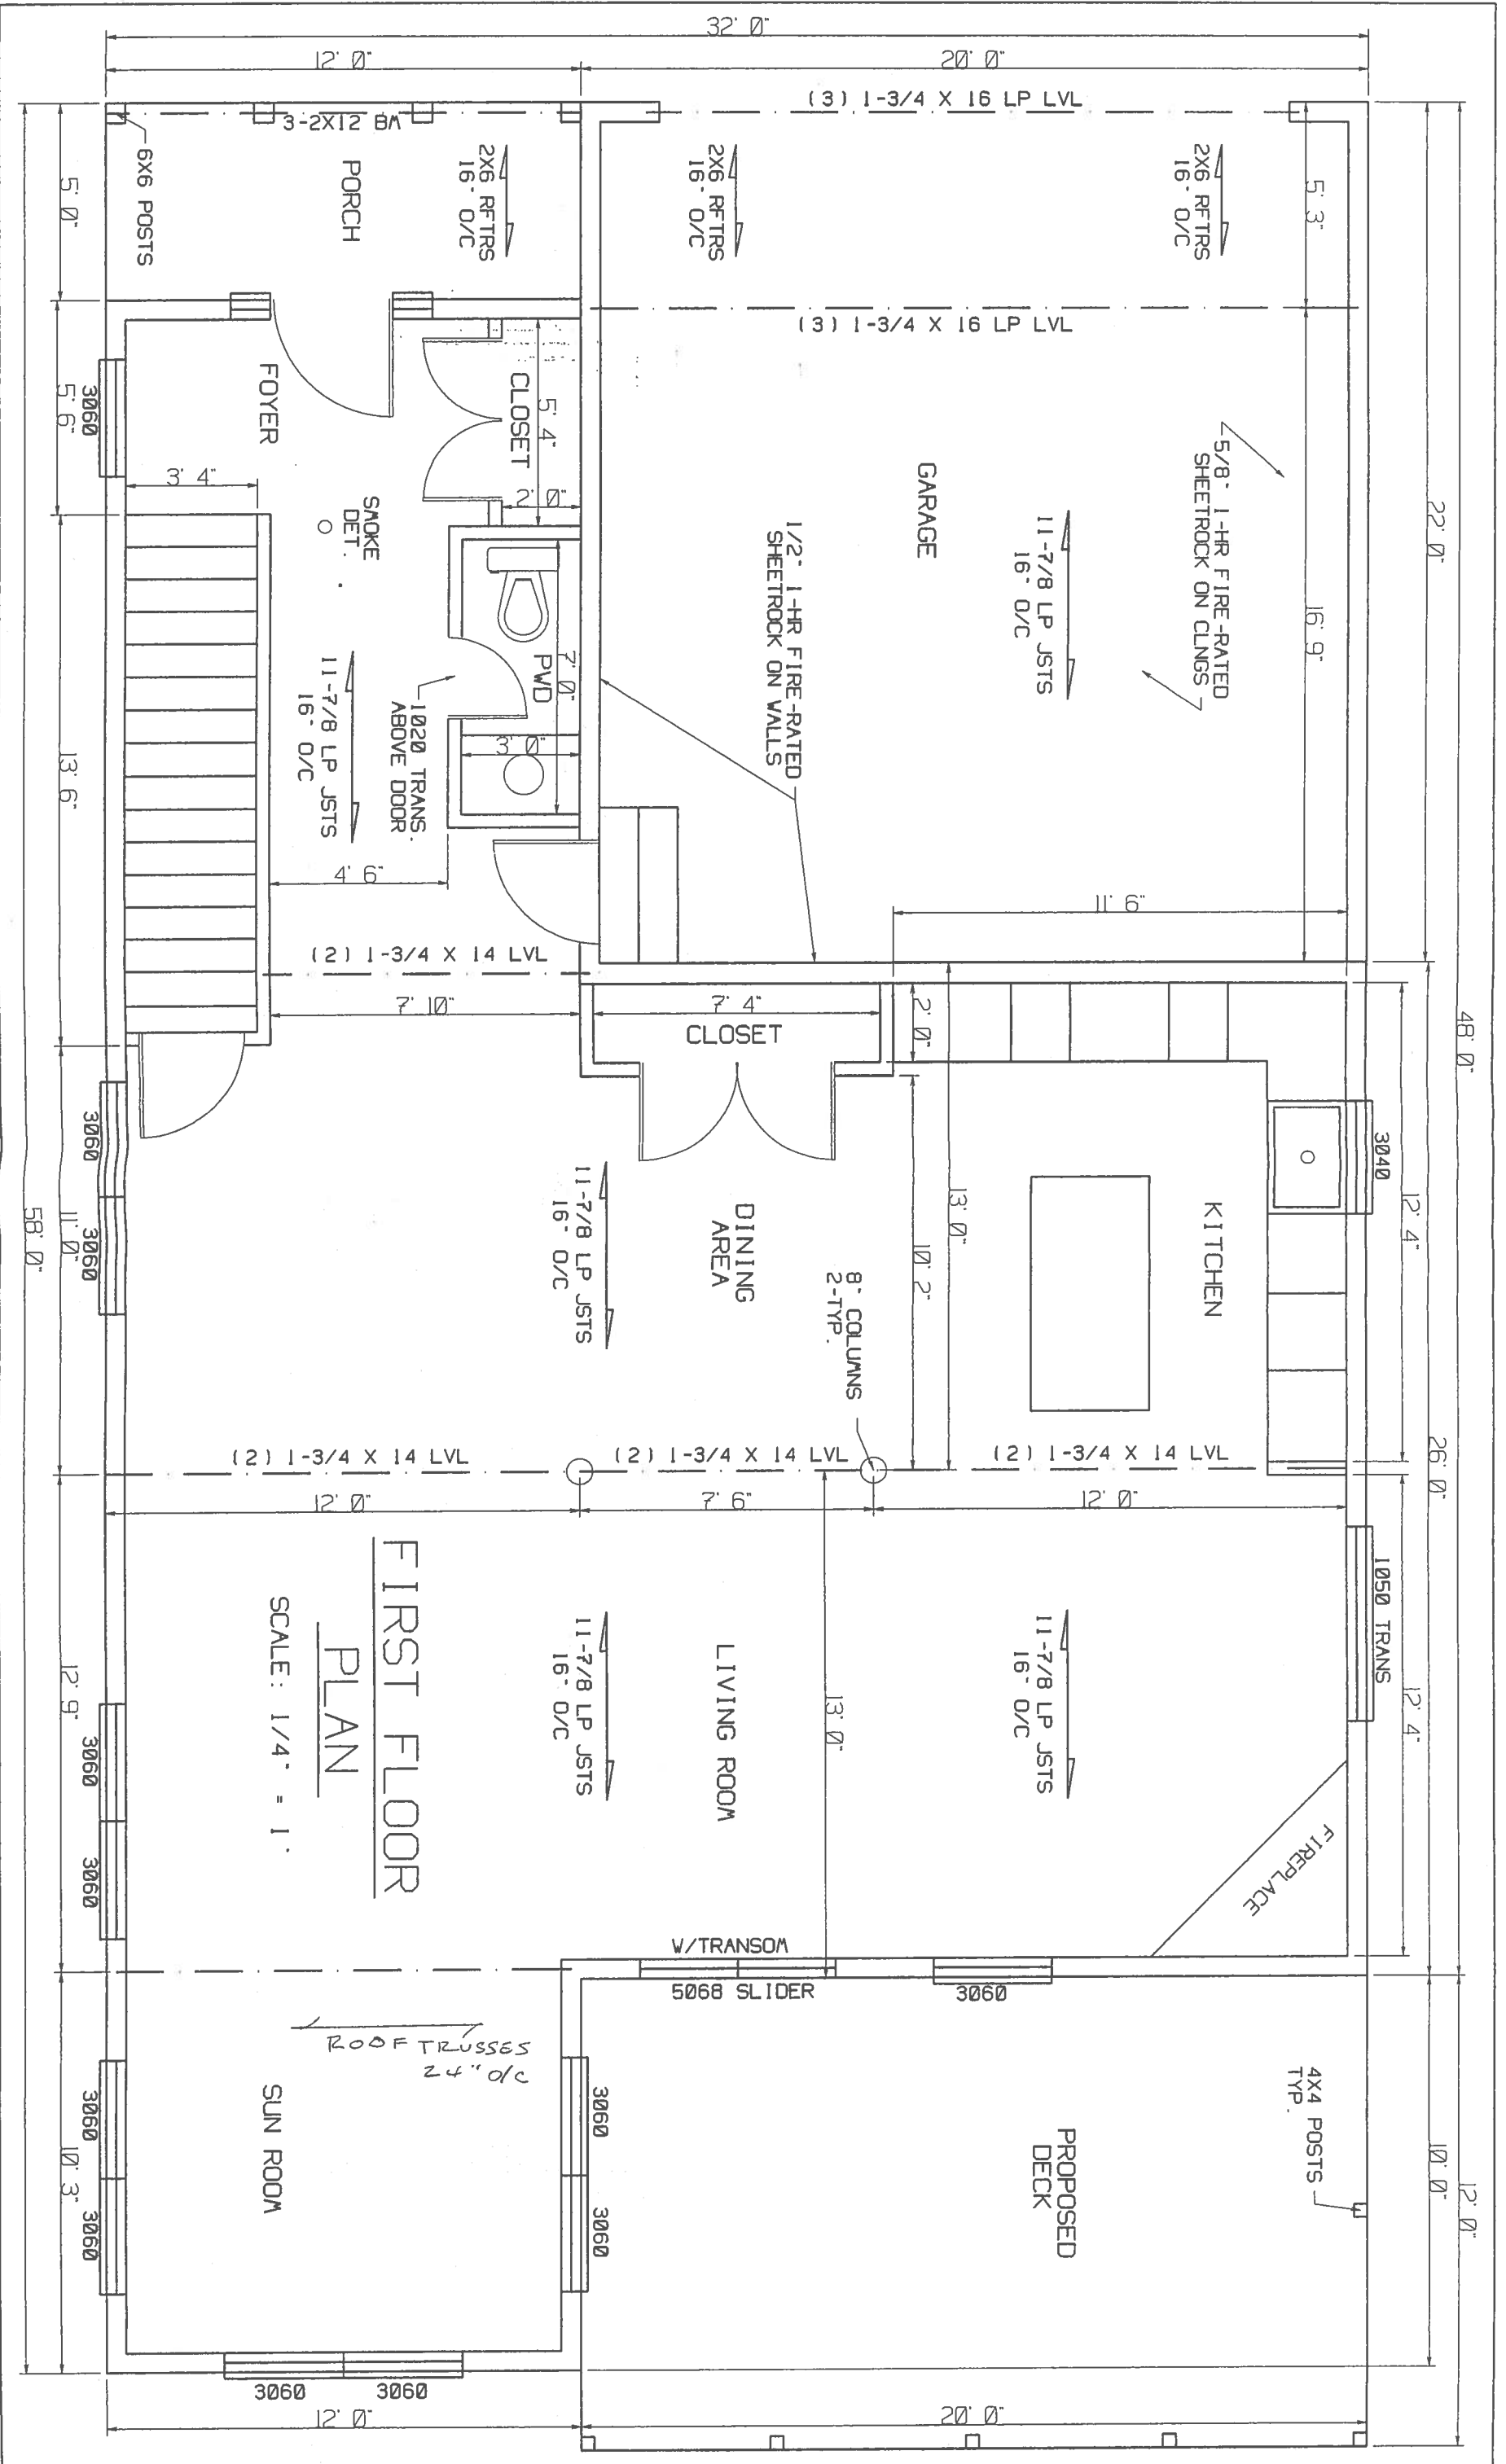 32' 0"
12' 0"
20' 0"
(3) 1-3/4 X 16 LP LVL
3-2X12 BM
6X6 POSTS
PORCH
2X6 RFTRS
16" O/C
2X6 RFTRS
16" O/C
2X6 RFTRS
16" O/C
5' 3"
5' 0"
(3) 1-3/4 X 16 LP LVL
22' 0"
48' 0"
5/8" 1-HR FIRE-RATED
SHEETROCK ON CLNGS
16' 9"
GARAGE
11-7/8 LP JSTS
16" O/C
1/2" 1-HR FIRE-RATED
SHEETROCK ON WALLS
11' 6"
FOYER
3060
5' 6"
CLOSET
5' 4"
2' 0"
3' 4"
SMOKE
DET.
PWD
7' 0"
3' 0"
1020 TRANS.
ABOVE DOOR
11-7/8 LP JSTS
16" O/C
13' 6"
4' 6"
(2) 1-3/4 X 14 LVL
7' 10"
7' 4"
CLOSET
2' 0"
3040
12' 4"
KITCHEN
13' 0"
10' 2"
DINING
AREA
8" COLUMNS
2-TYP.
11-7/8 LP JSTS
16" O/C
3060
3060
11' 0"
58' 0"
26' 0"
(2) 1-3/4 X 14 LVL
(2) 1-3/4 X 14 LVL
(2) 1-3/4 X 14 LVL
12' 0"
7' 6"
12' 0"
1050 TRANS
12' 4"
FIRST FLOOR
PLAN
SCALE: 1/4" = 1'
11-7/8 LP JSTS
16" O/C
LIVING ROOM
13' 0"
11-7/8 LP JSTS
16" O/C
FIREPLACE
12' 9"
3060
3060
W/TRANSOM
5068 SLIDER
3060
ROOF TRUSSES
24" O/C
SUN ROOM
3060
3060
3060
3060
10' 3"
PROPOSED
DECK
4X4 POSTS
TYP.
10' 0"
12' 0"
3060
3060
12' 0"
20' 0"